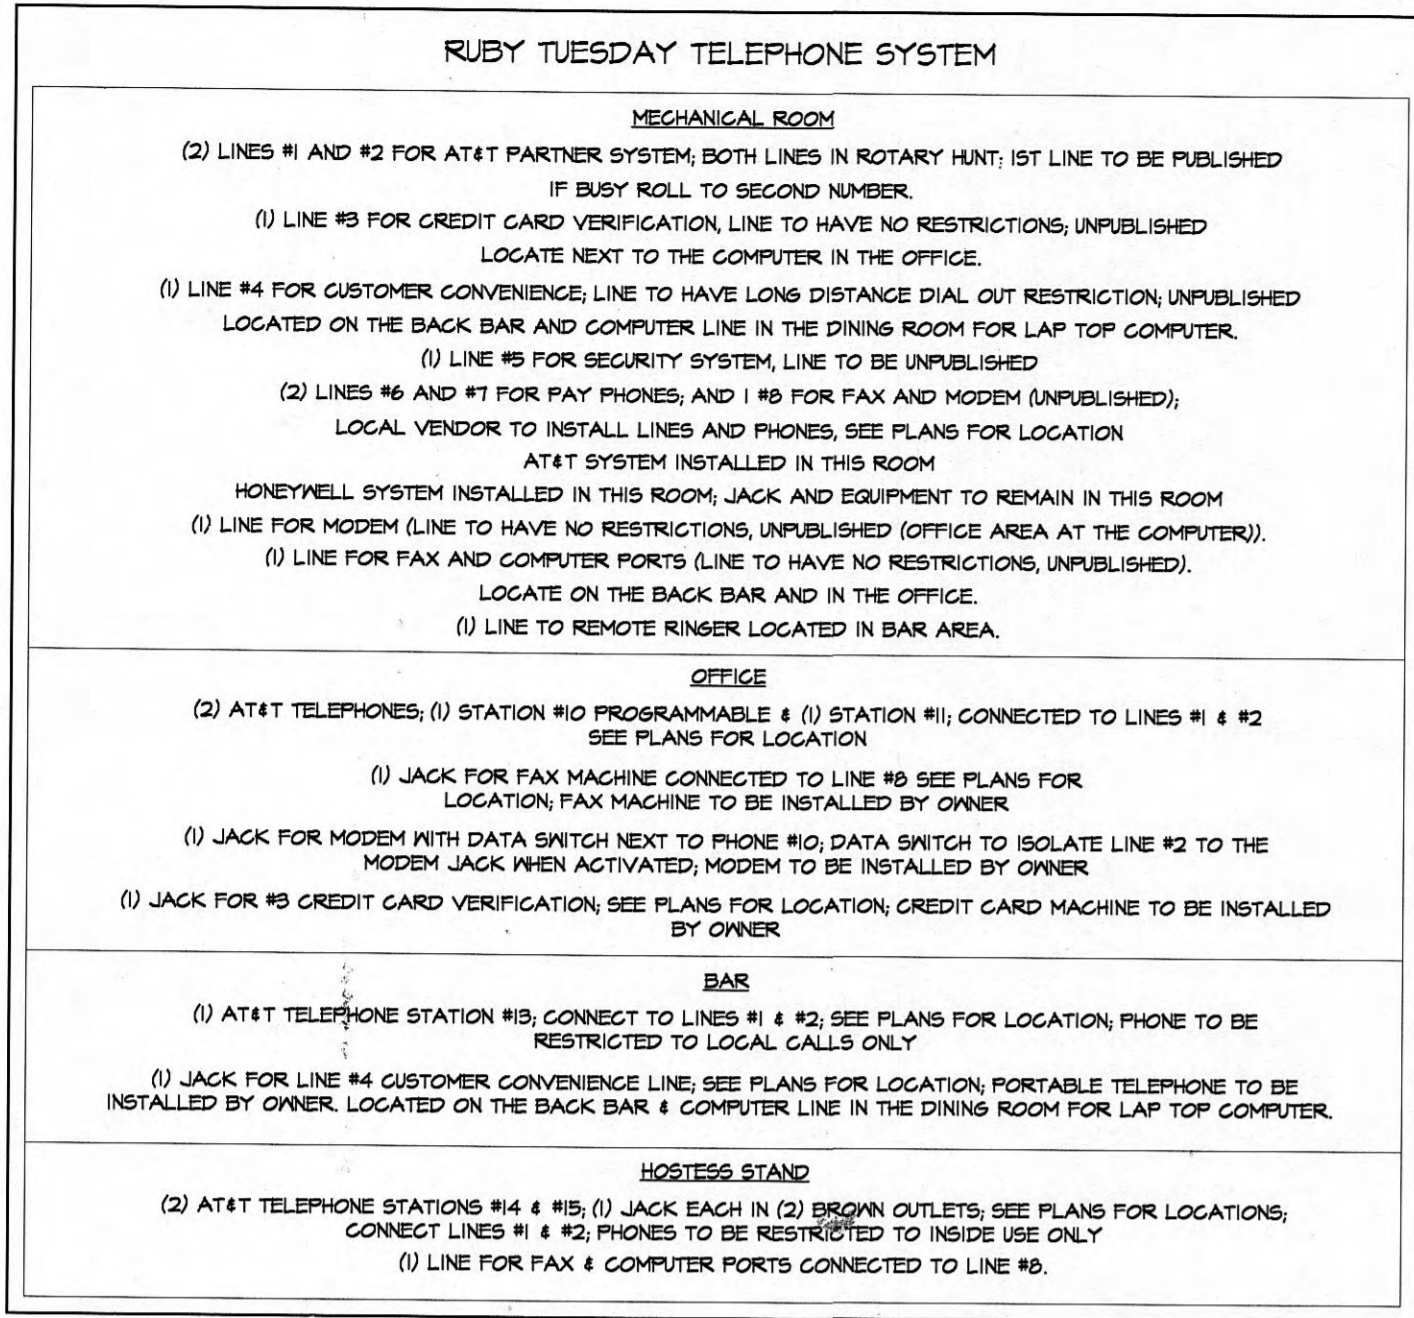 RUBY TUESDAY TELEPHONE SYSTEM
MECHANICAL ROOM
(2) LINES #1 AND #2 FOR AT&T PARTNER SYSTEM; BOTH LINES IN ROTARY HUNT; 1ST LINE TO BE PUBLISHED
IF BUSY ROLL TO SECOND NUMBER.
(1) LINE #3 FOR CREDIT CARD VERIFICATION, LINE TO HAVE NO RESTRICTIONS; UNPUBLISHED
LOCATE NEXT TO THE COMPUTER IN THE OFFICE.
(1) LINE #4 FOR CUSTOMER CONVENIENCE; LINE TO HAVE LONG DISTANCE DIAL OUT RESTRICTION; UNPUBLISHED
LOCATED ON THE BACK BAR AND COMPUTER LINE IN THE DINING ROOM FOR LAP TOP COMPUTER.
(1) LINE #5 FOR SECURITY SYSTEM, LINE TO BE UNPUBLISHED
(2) LINES #6 AND #7 FOR PAY PHONES; AND 1 #8 FOR FAX AND MODEM (UNPUBLISHED);
LOCAL VENDOR TO INSTALL LINES AND PHONES, SEE PLANS FOR LOCATION
AT&T SYSTEM INSTALLED IN THIS ROOM
HONEYWELL SYSTEM INSTALLED IN THIS ROOM; JACK AND EQUIPMENT TO REMAIN IN THIS ROOM
(1) LINE FOR MODEM (LINE TO HAVE NO RESTRICTIONS, UNPUBLISHED (OFFICE AREA AT THE COMPUTER)).
(1) LINE FOR FAX AND COMPUTER PORTS (LINE TO HAVE NO RESTRICTIONS, UNPUBLISHED).
LOCATE ON THE BACK BAR AND IN THE OFFICE.
(1) LINE TO REMOTE RINGER LOCATED IN BAR AREA.
OFFICE
(2) AT&T TELEPHONES; (1) STATION #10 PROGRAMMABLE & (1) STATION #11; CONNECTED TO LINES #1 & #2
SEE PLANS FOR LOCATION
(1) JACK FOR FAX MACHINE CONNECTED TO LINE #8 SEE PLANS FOR
LOCATION; FAX MACHINE TO BE INSTALLED BY OWNER
(1) JACK FOR MODEM WITH DATA SWITCH NEXT TO PHONE #10; DATA SWITCH TO ISOLATE LINE #2 TO THE
MODEM JACK WHEN ACTIVATED; MODEM TO BE INSTALLED BY OWNER
(1) JACK FOR #3 CREDIT CARD VERIFICATION; SEE PLANS FOR LOCATION; CREDIT CARD MACHINE TO BE INSTALLED
BY OWNER
BAR
(1) AT&T TELEPHONE STATION #13; CONNECT TO LINES #1 & #2; SEE PLANS FOR LOCATION; PHONE TO BE
RESTRICTED TO LOCAL CALLS ONLY
(1) JACK FOR LINE #4 CUSTOMER CONVENIENCE LINE; SEE PLANS FOR LOCATION; PORTABLE TELEPHONE TO BE
INSTALLED BY OWNER. LOCATED ON THE BACK BAR & COMPUTER LINE IN THE DINING ROOM FOR LAP TOP COMPUTER.
HOSTESS STAND
(2) AT&T TELEPHONE STATIONS #14 & #15; (1) JACK EACH IN (2) BROWN OUTLETS; SEE PLANS FOR LOCATIONS;
CONNECT LINES #1 & #2; PHONES TO BE RESTRICTED TO INSIDE USE ONLY
(1) LINE FOR FAX & COMPUTER PORTS CONNECTED TO LINE #8.